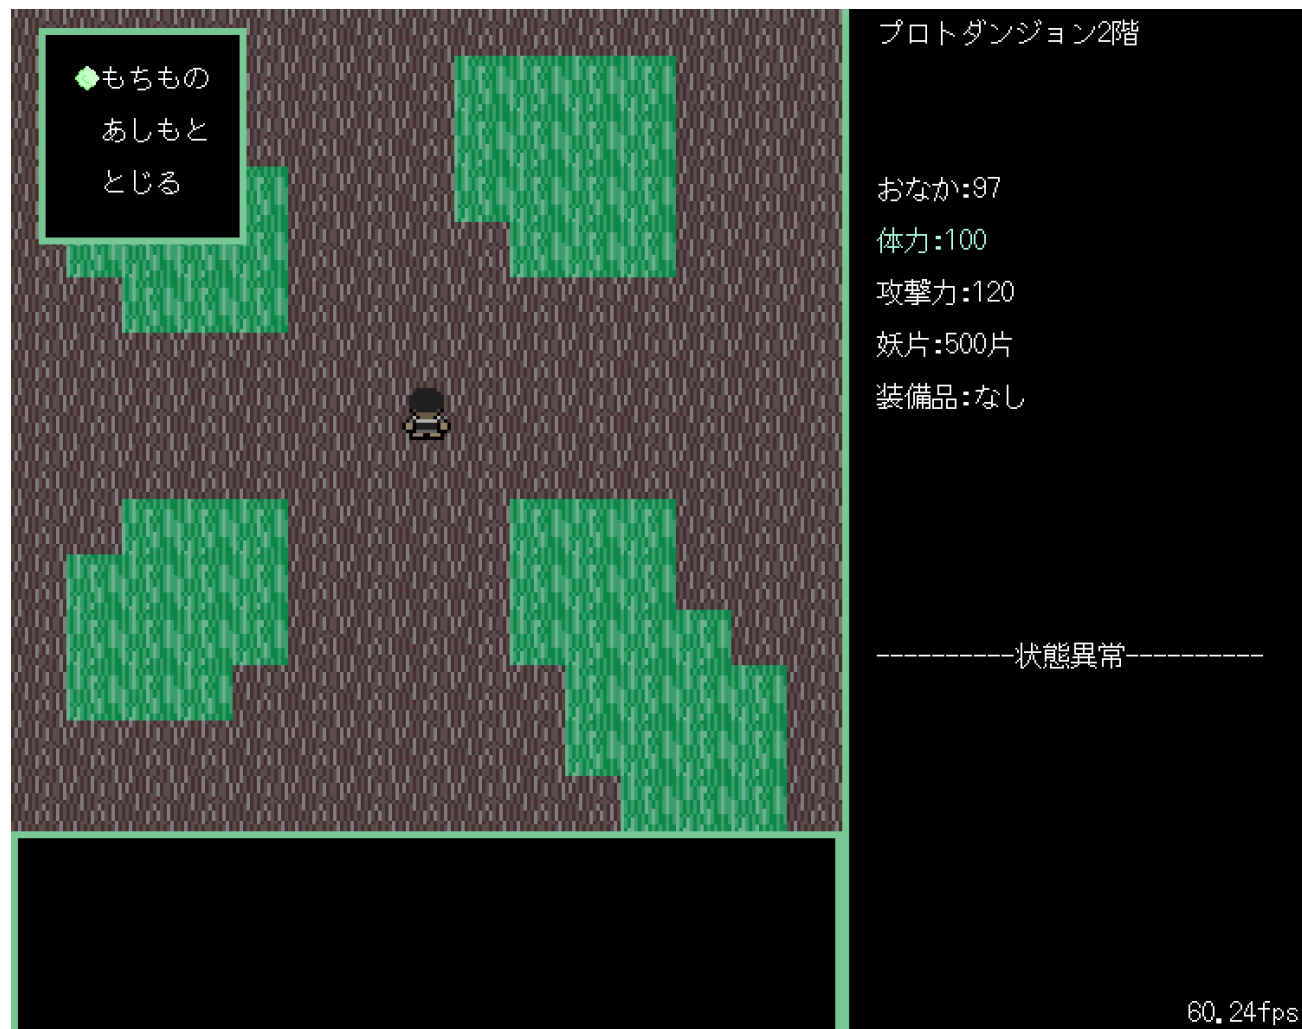 もちもの
あしもと
とじる
プロトダンジョン2階
おなか:97
体力:100
攻撃力:120
妖片:500片
装備品:なし
----------状態異常----------
60.24fps